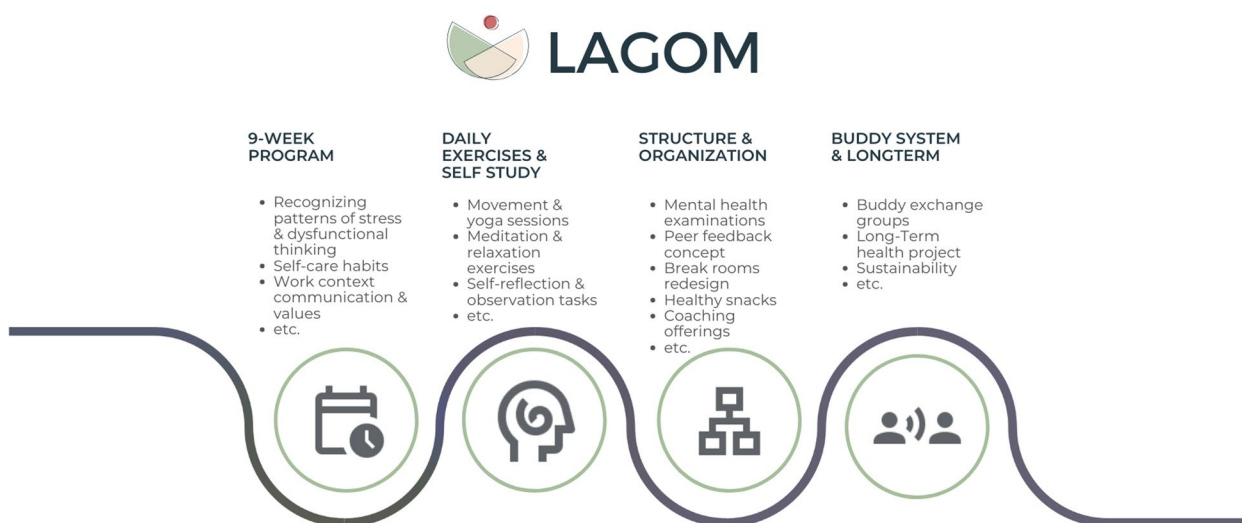 LAGOM
9-WEEK
PROGRAM
• Recognizing
patterns of stress
& dysfunctional
thinking
• Self-care habits
• Work context
communication &
values
• etc.
DAILY
EXERCISES &
SELF STUDY
• Movement &
yoga sessions
• Meditation &
relaxation
exercises
• Self-reflection &
observation tasks
• etc.
STRUCTURE &
ORGANIZATION
• Mental health
examinations
• Peer feedback
concept
• Break rooms
redesign
• Healthy snacks
• Coaching
offerings
• etc.
BUDDY SYSTEM
& LONGTERM
• Buddy exchange
groups
• Long-Term
health project
• Sustainability
• etc.